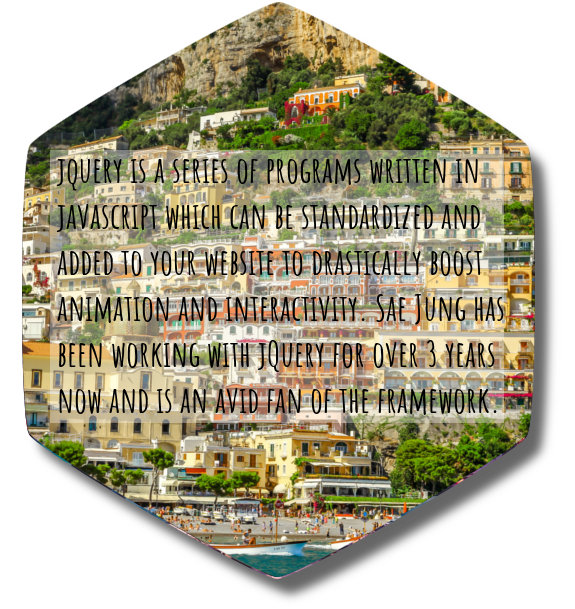 jQuery is a series of programs written in
javascript which can be standardized and
added to your website to drastically boost
animation and interactivity. Sae Jung has
been working with jQuery for over 3 years
now and is an avid fan of the framework.